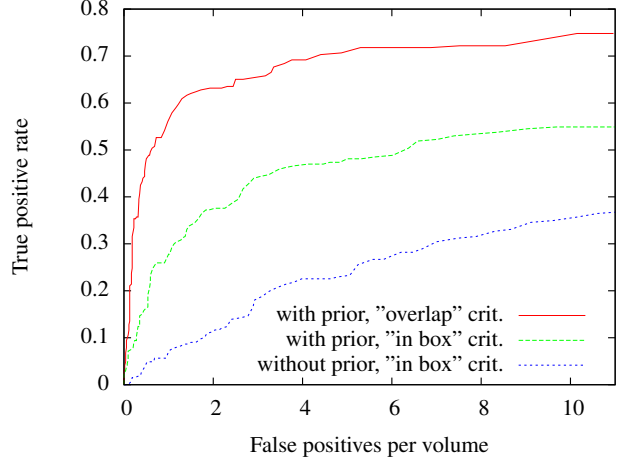 0.8
0.7
0.6
0.5
0.4
0.3
0.2
0.1
0
True positive rate
with prior, ”overlap” crit.
with prior, ”in box” crit.
without prior, ”in box” crit.
0 2 4 6 8 10
False positives per volume